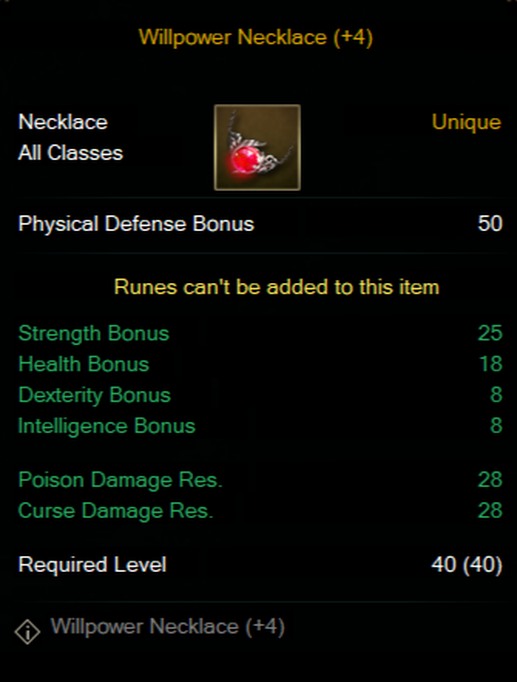 Willpower Necklace (+4)
Necklace
Unique
All Classes
Physical Defense Bonus 50
Runes can't be added to this item
Strength Bonus 25
Health Bonus 18
Dexterity Bonus 8
Intelligence Bonus 8
Poison Damage Res. 28
Curse Damage Res. 28
Required Level 40 (40)
Willpower Necklace (+4)